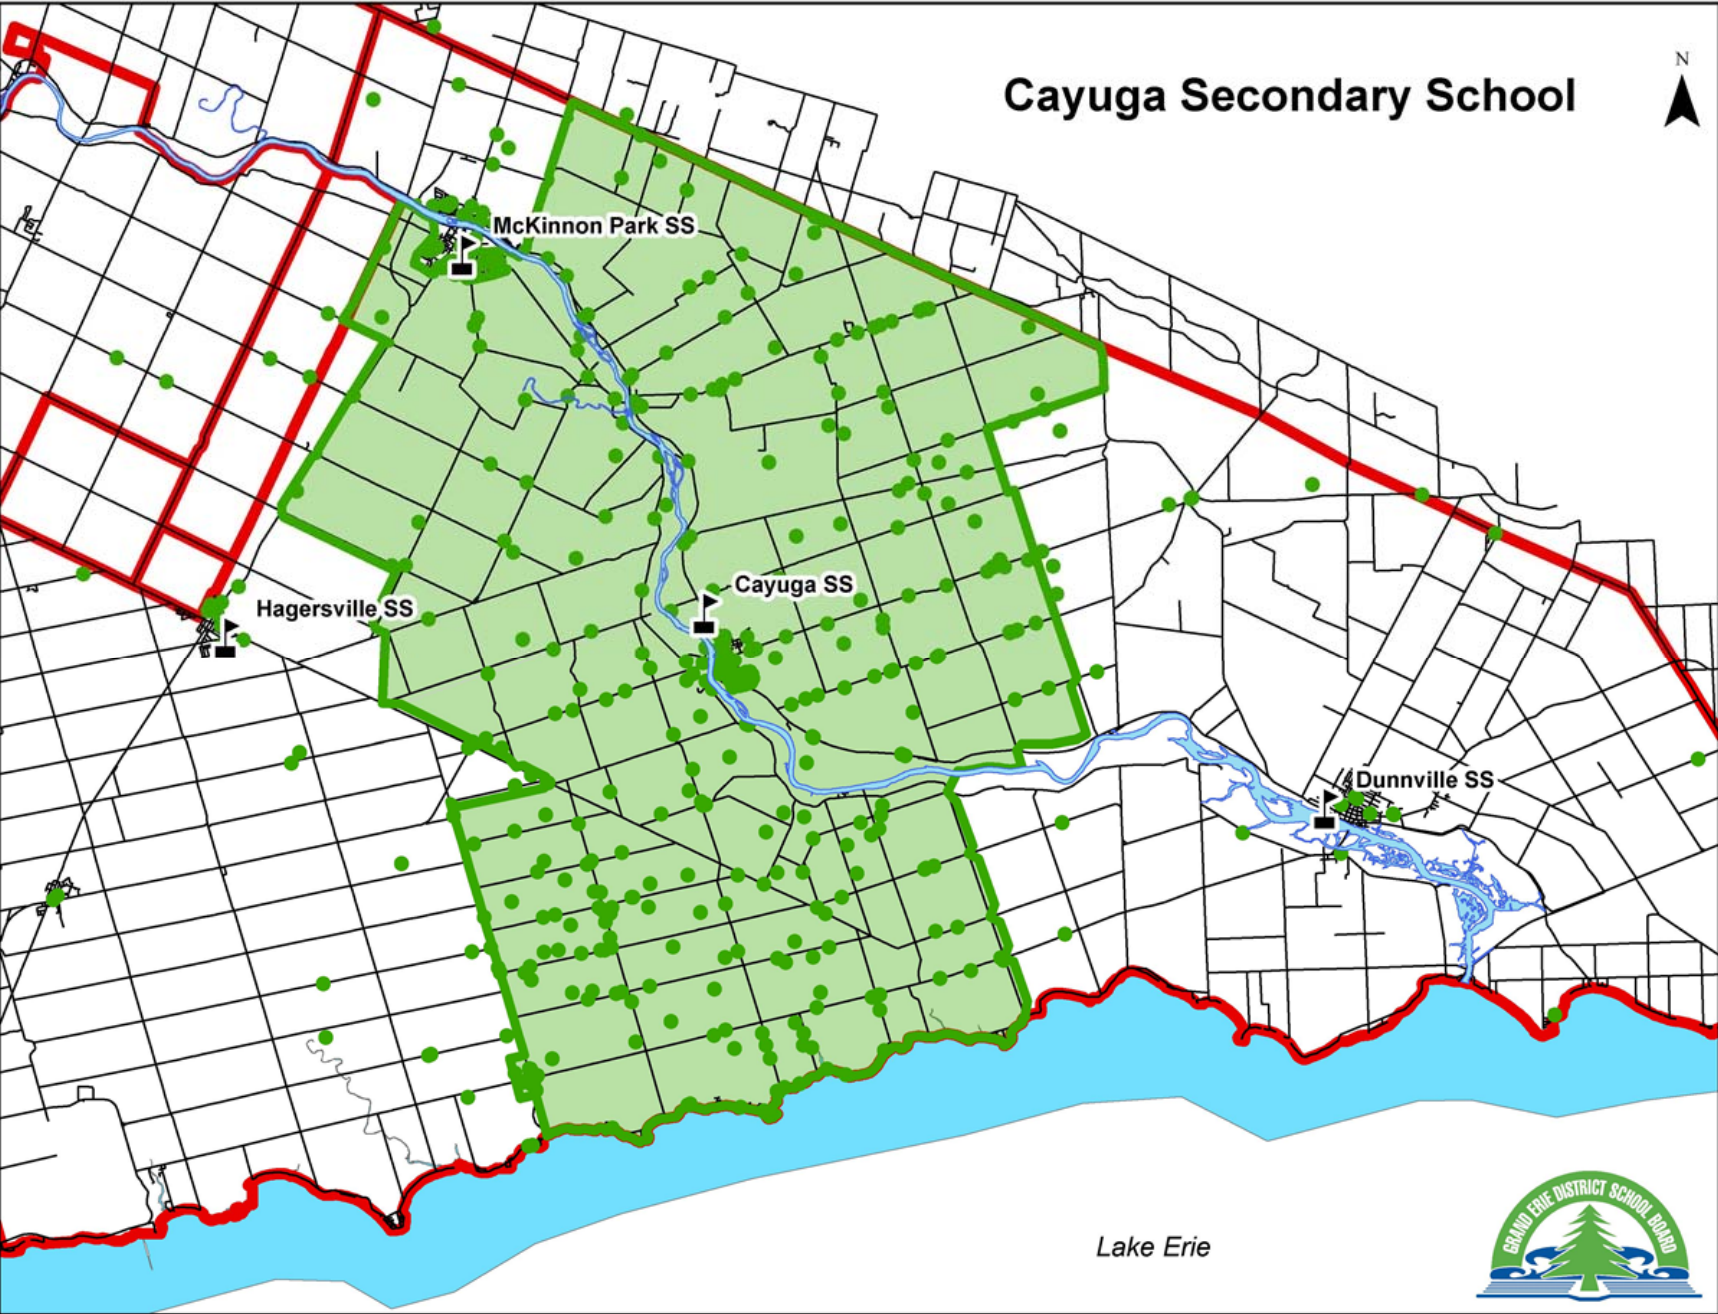 N
Cayuga Secondary School
McKinnon Park SS
Cayuga SS
Hagersville SS
Dunnville SS
Lake Erie
GRAND ERIE DISTRICT SCHOOL BOARD